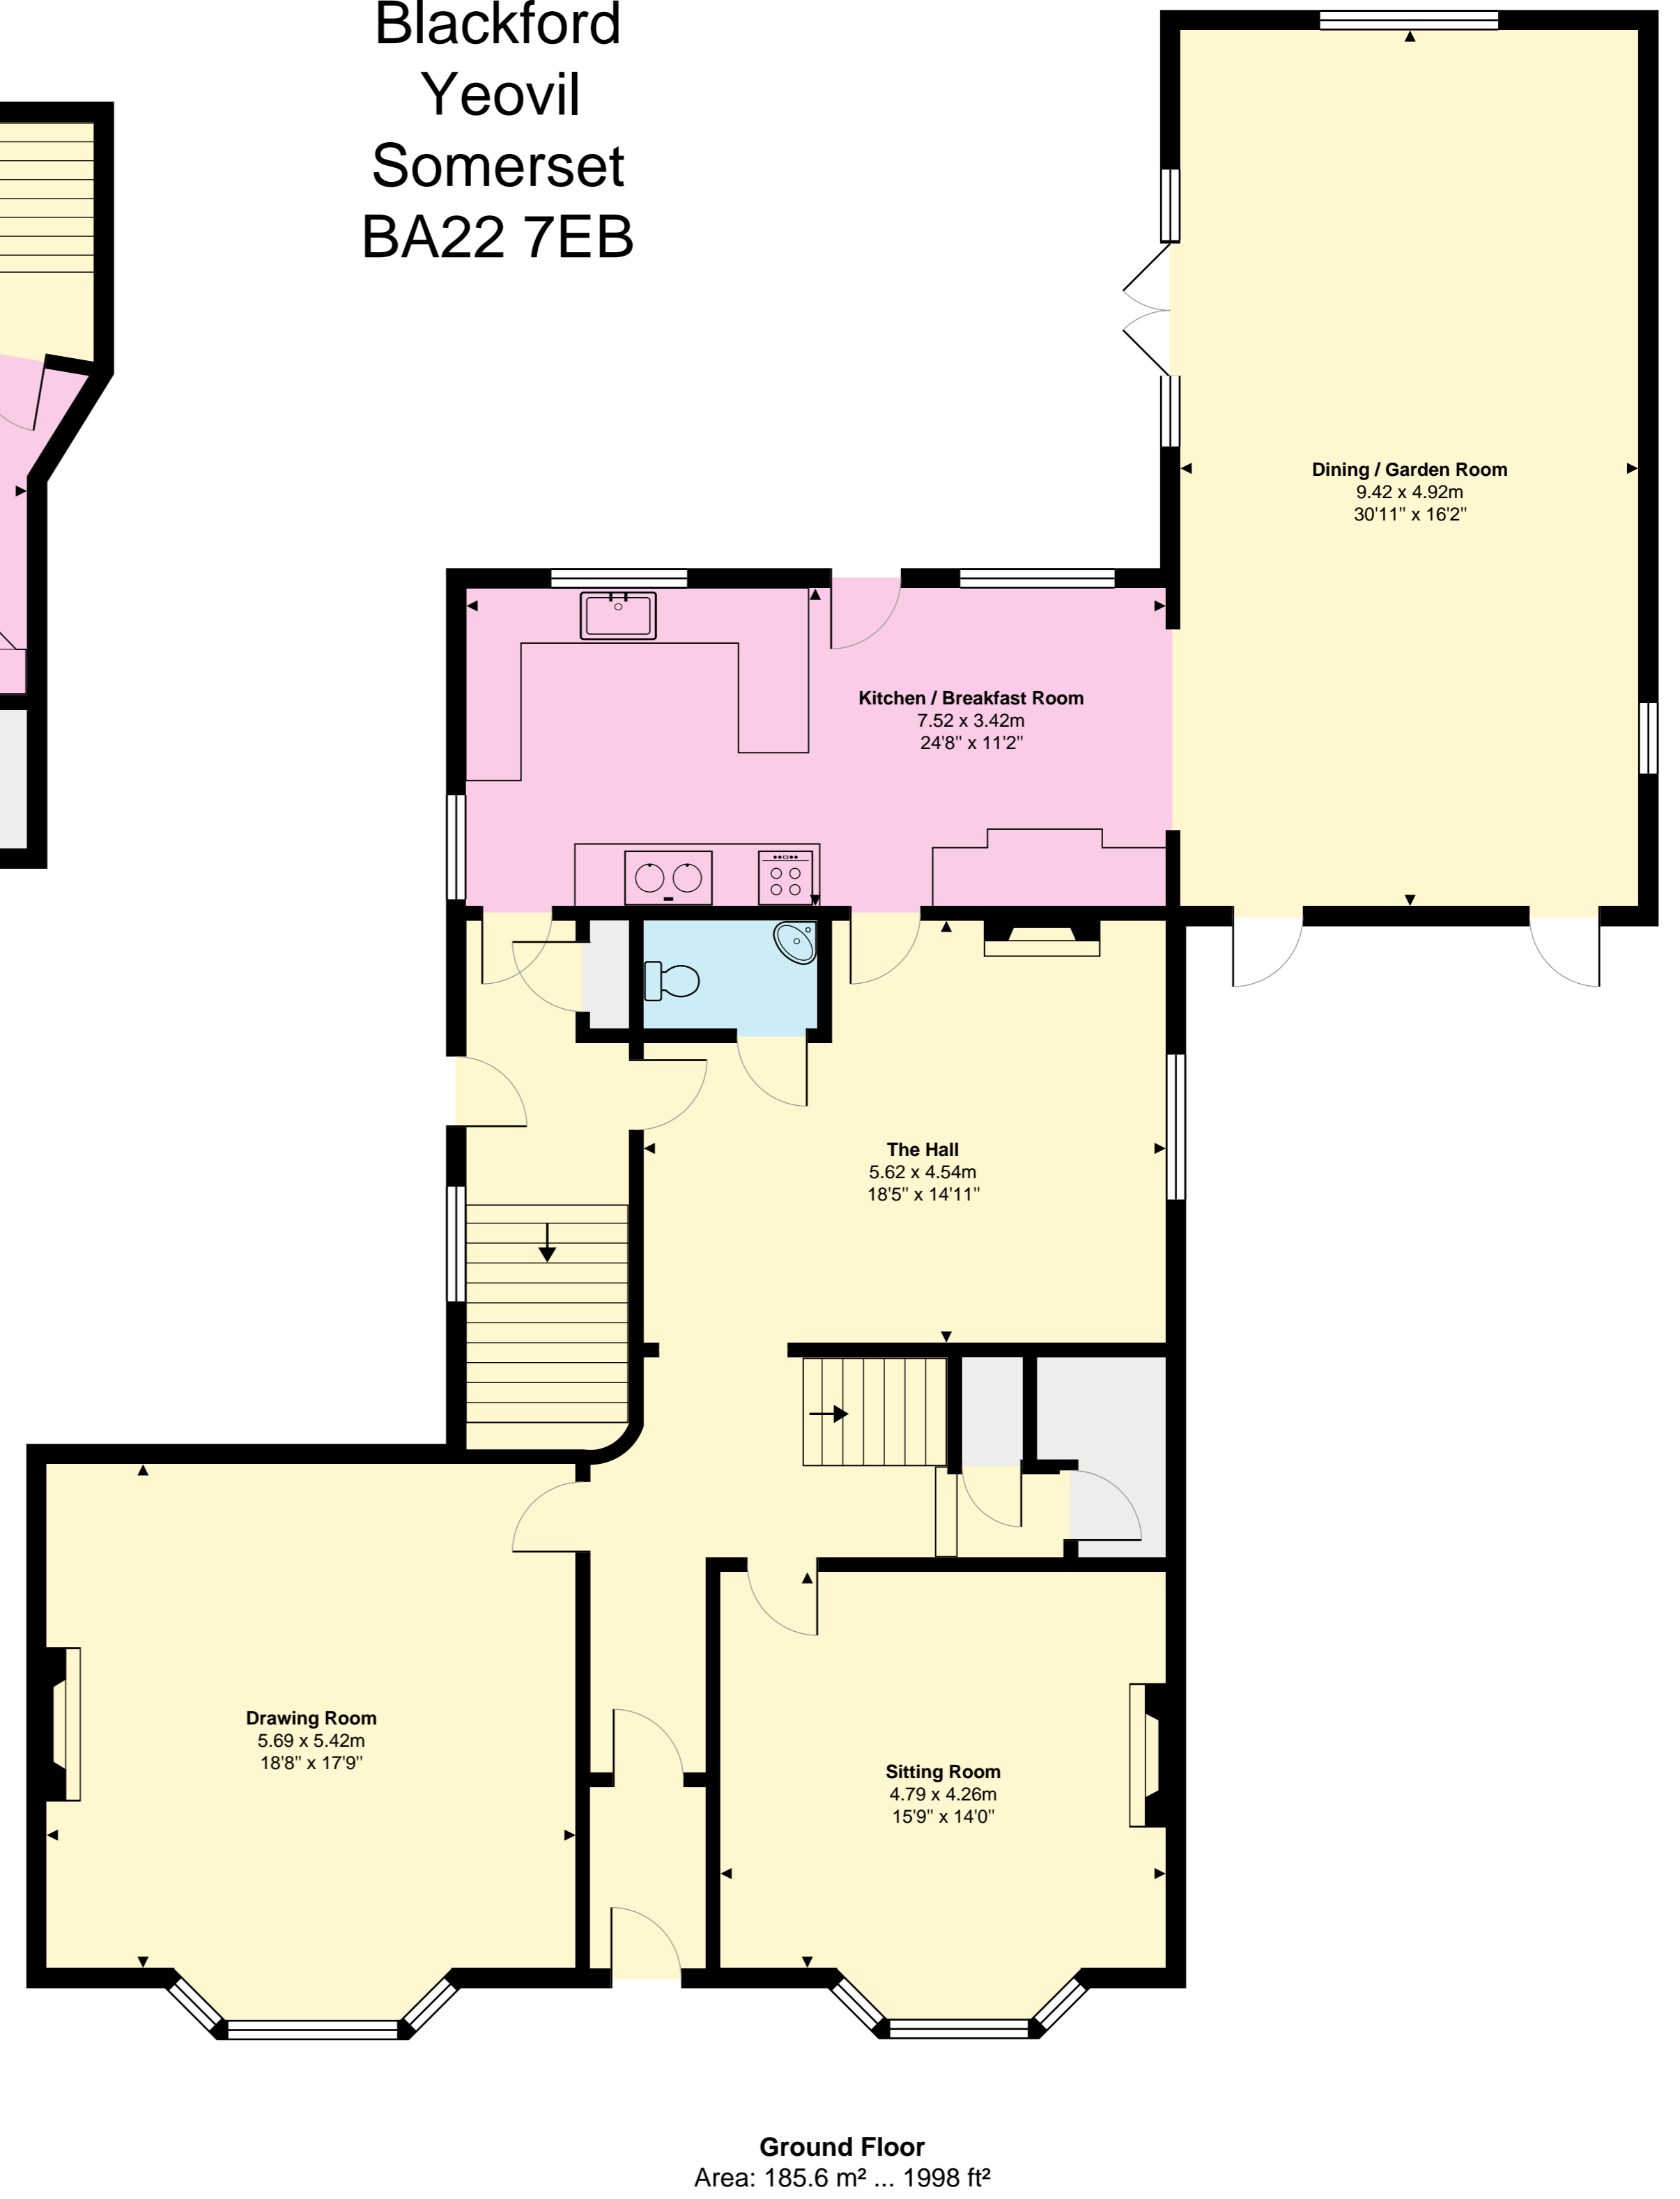 Blackford
Yeovil
Somerset
BA22 7EB
Dining / Garden Room
9.42 x 4.92m
30'11" x 16'2"
Kitchen / Breakfast Room
7.52 x 3.42m
24'8" x 11'2"
The Hall
5.62 x 4.54m
18'5" x 14'11"
Drawing Room
5.69 x 5.42m
18'8" x 17'9"
Sitting Room
4.79 x 4.26m
15'9" x 14'0"
Ground Floor
Area: 185.6 m² ... 1998 ft²